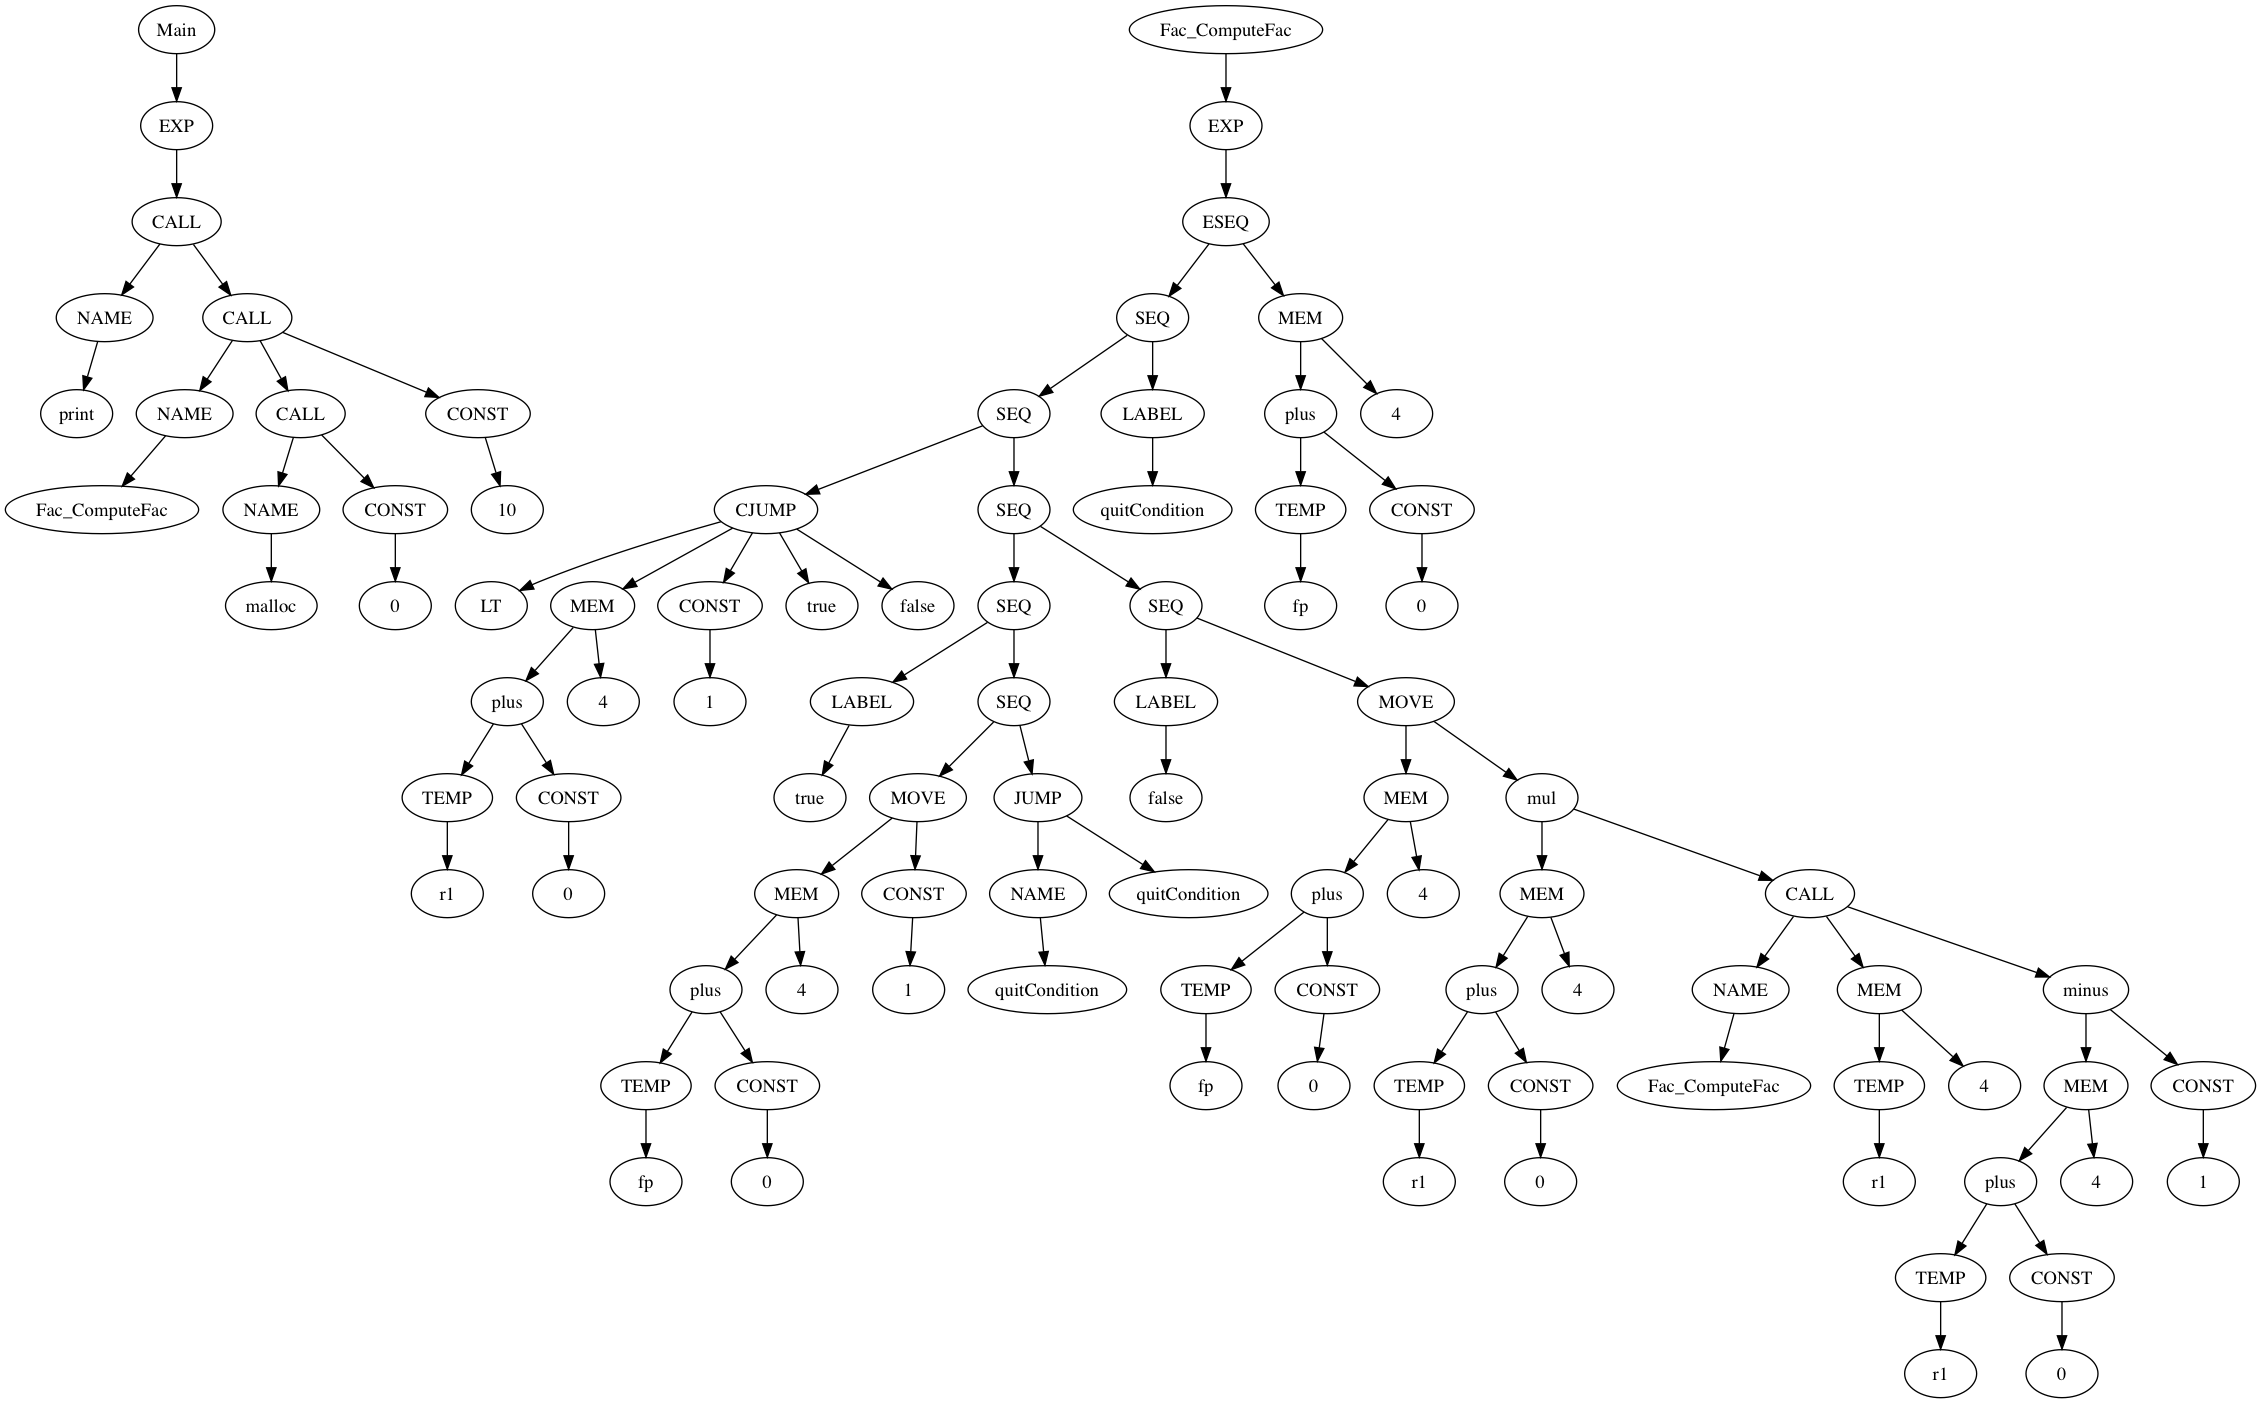 Main Fac_ComputeFac
EXP EXP
CALL ESEQ
NAME CALL SEQ MEM
print NAME CALL CONST SEQ LABEL plus 4
Fac_ComputeFac NAME CONST 10 CJUMP SEQ quitCondition TEMP CONST
malloc 0 LT MEM CONST true false SEQ SEQ fp 0
plus 4 1 LABEL SEQ LABEL MOVE
TEMP CONST true MOVE JUMP false MEM mul
r1 0 MEM CONST NAME quitCondition plus 4 MEM CALL
plus 4 1 quitCondition TEMP CONST plus 4 NAME MEM minus
TEMP CONST fp 0 TEMP CONST Fac_ComputeFac TEMP 4 MEM CONST
fp 0 r1 0 r1 plus 4 1
TEMP CONST
r1 0